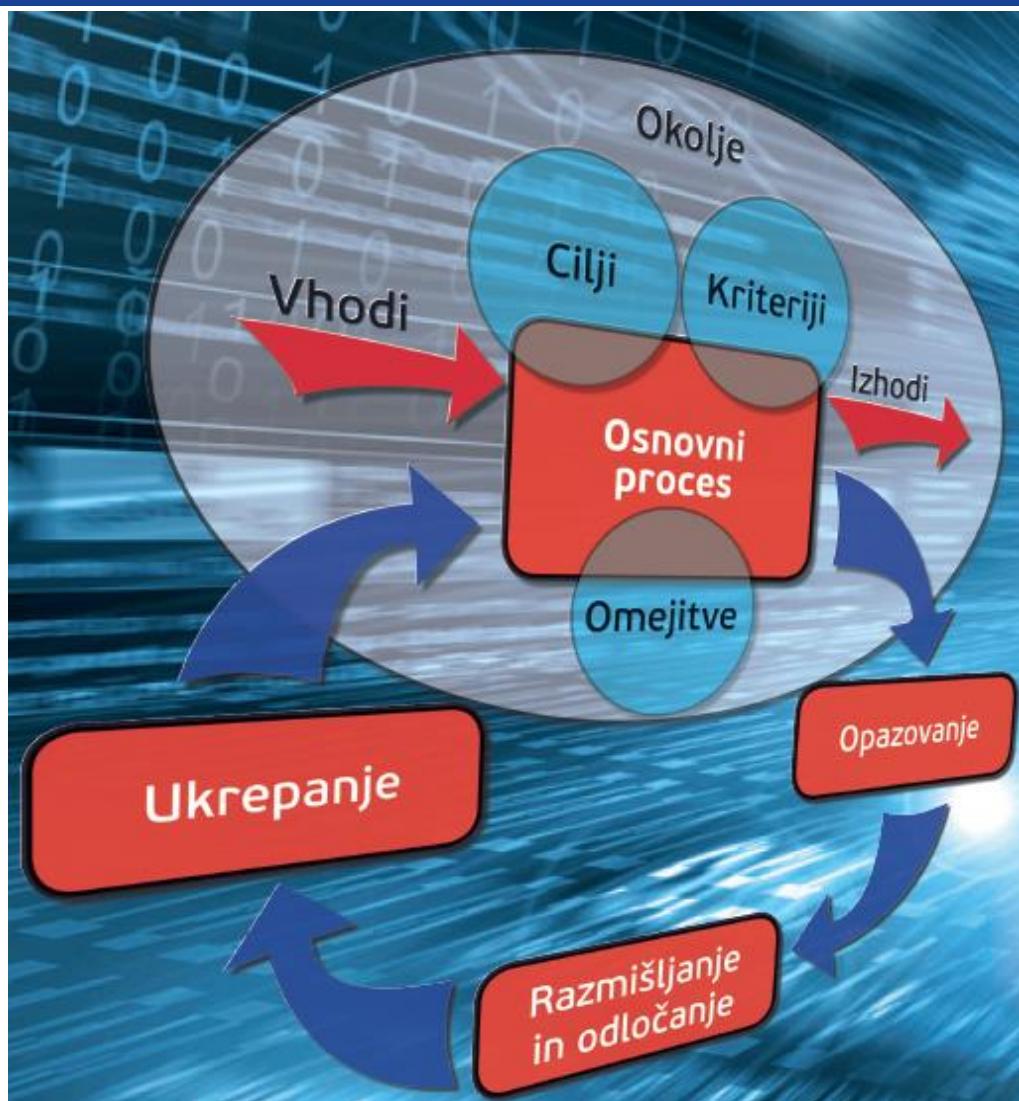 Okolje
Cilji
Kriteriji
Vhodi
Izhodi
Osnovni
proces
Omejitve
Opazovanje
Ukrepanje
Razmišljanje
in odločanje